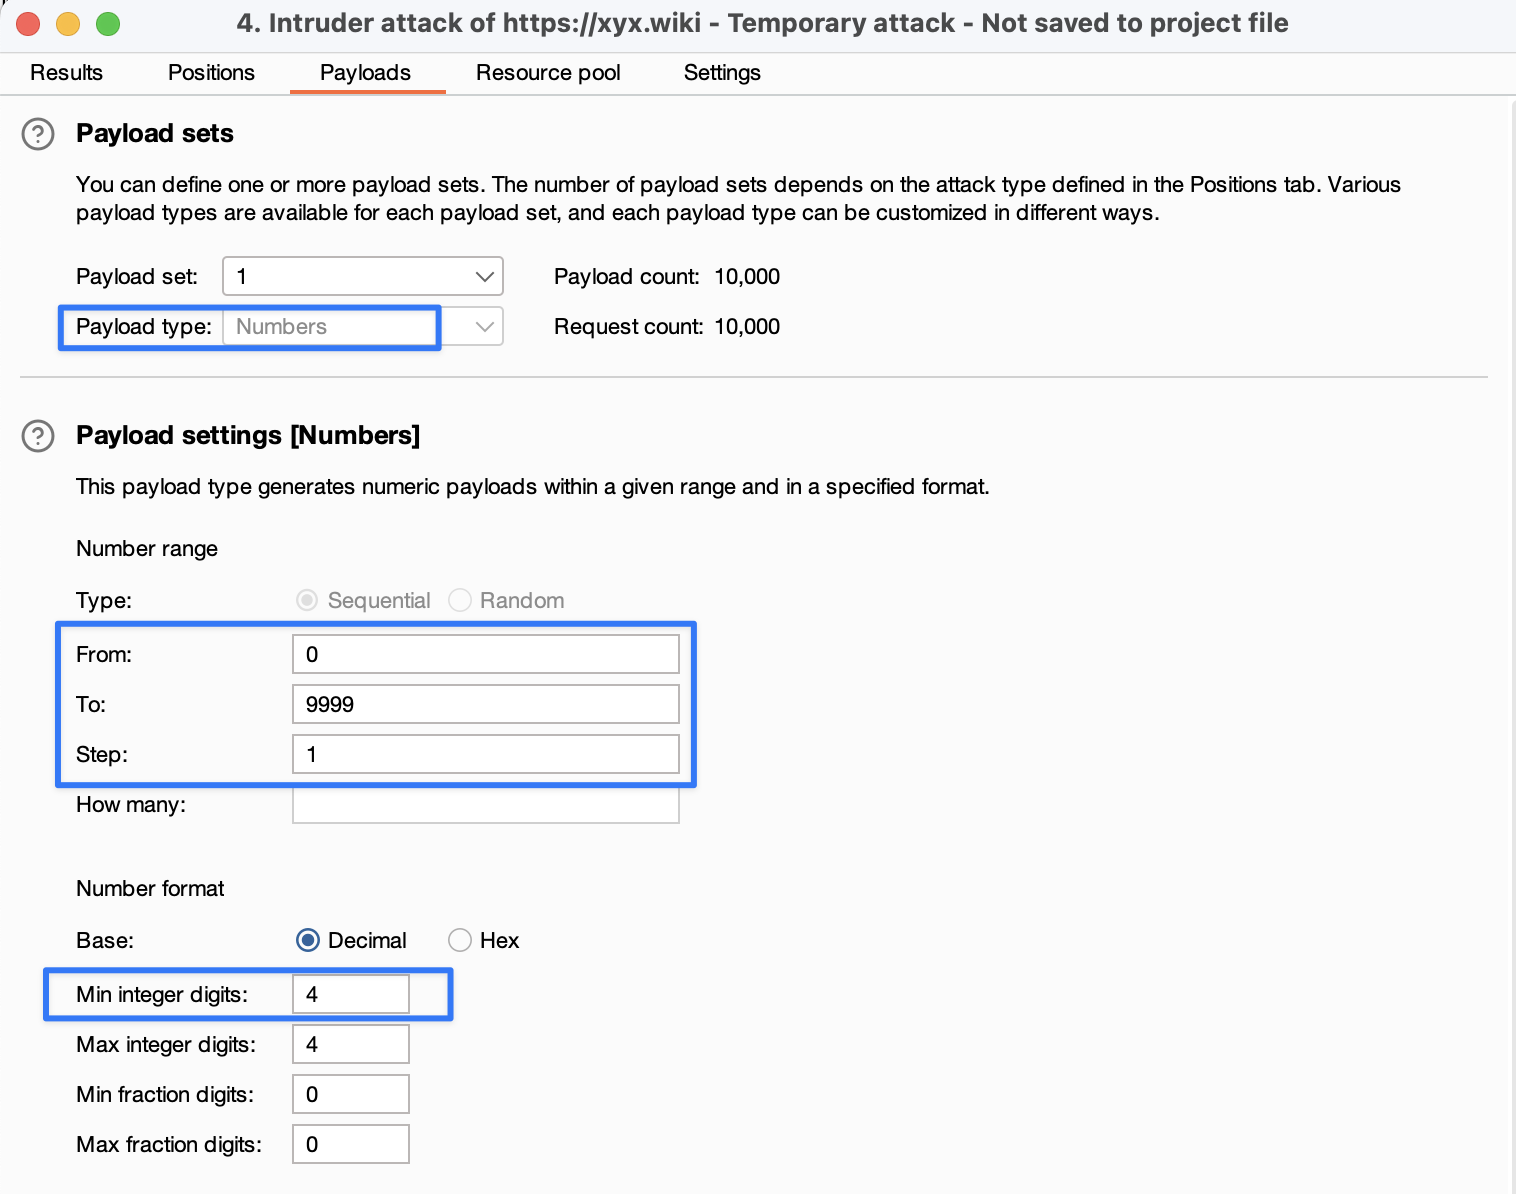 4. Intruder attack of https://xyx.wiki - Temporary attack - Not saved to project file
Results Positions Payloads Resource pool Settings
Payload sets
You can define one or more payload sets. The number of payload sets depends on the attack type defined in the Positions tab. Various
payload types are available for each payload set, and each payload type can be customized in different ways.
Payload set: 1 Payload count: 10,000
Payload type: Numbers Request count: 10,000
Payload settings [Numbers]
This payload type generates numeric payloads within a given range and in a specified format.
Number range
Type: Sequential Random
From: 0
To: 9999
Step: 1
How many:
Number format
Base: Decimal Hex
Min integer digits: 4
Max integer digits: 4
Min fraction digits: 0
Max fraction digits: 0